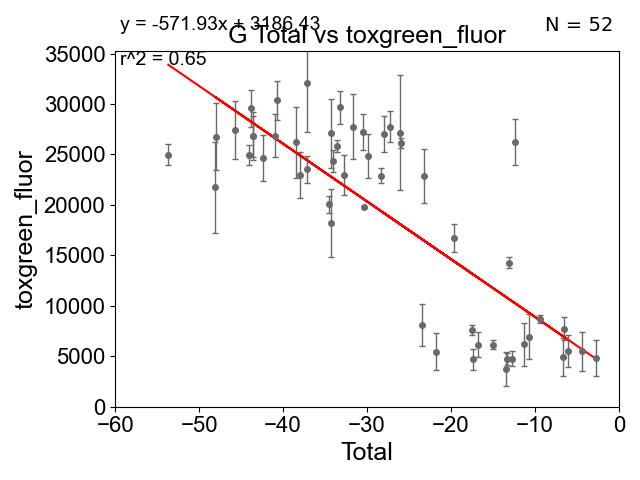 y = -571.93x + 3186.43
N = 52
G Total vs toxgreen_fluor
r^2 = 0.65
35000
30000
25000
20000
15000
10000
5000
0
toxgreen_fluor
−60 −50 −40 −30 −20 −10 0
Total